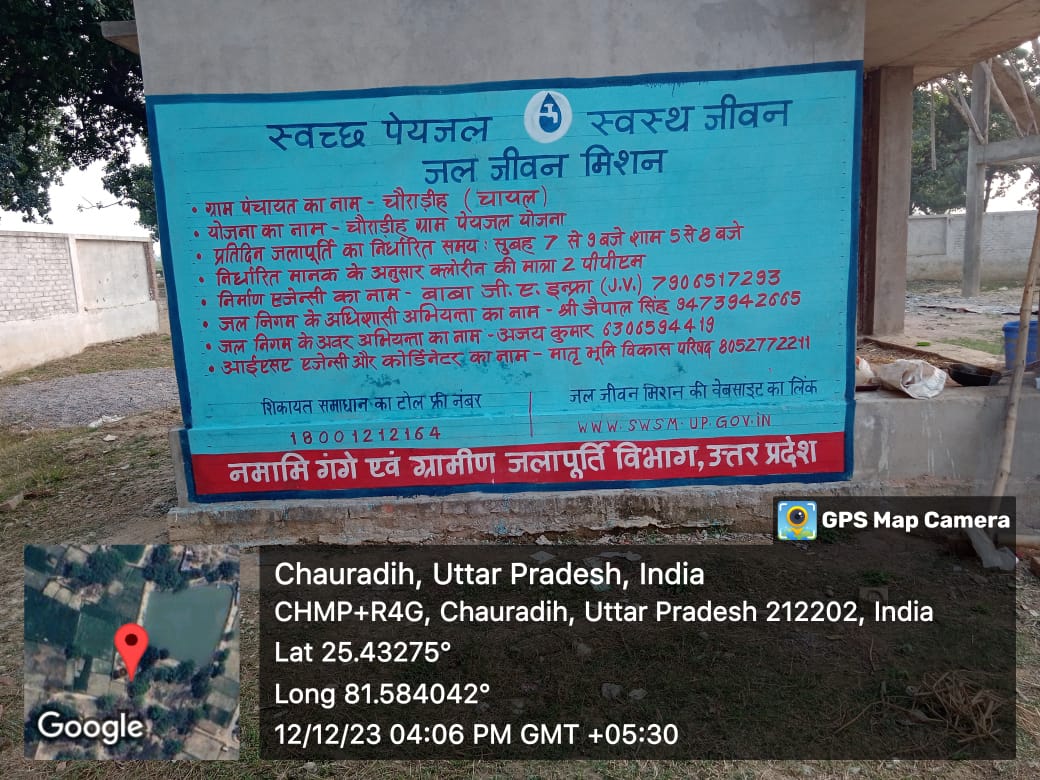 स्वच्छ पेयजल स्वस्थ जीवन
जल जीवन मिशन
• ग्राम पंचायत का नाम - चौराड़ीह (चायल)
• योजना का नाम - चौराड़ीह ग्राम पेयजल योजना
• प्रतिदिन जलापूर्ति का निर्धारित समय: सुबह 7 से 9 बजे शाम 5 से 8 बजे
• निर्धारित मानक के अनुसार क्लोरीन की मात्रा 2 पीपीएम
• निर्माण एजेन्सी का नाम - बाबा जी. ए. इन्फ्रा (J.V.) 7906517293
• जल निगम के अधिशासी अभियन्ता का नाम - श्री जैपाल सिंह 9473942665
• जल निगम के अवर अभियन्ता का नाम - अजय कुमार 6306594419
• आईएसए एजेन्सी और कोर्डिनेटर का नाम - मातृ भूमि विकास परिषद 8052772211
शिकायत समाधान का टोल फ्री नंबर
18001212164
जल जीवन मिशन की वेबसाइट का लिंक
WWW.SWSM.UP.GOV.IN
नमामि गंगे एवं ग्रामीण जलापूर्ति विभाग, उत्तर प्रदेश
GPS Map Camera
Chauradih, Uttar Pradesh, India
CHMP+R4G, Chauradih, Uttar Pradesh 212202, India
Lat 25.43275°
Long 81.584042°
12/12/23 04:06 PM GMT +05:30
Google